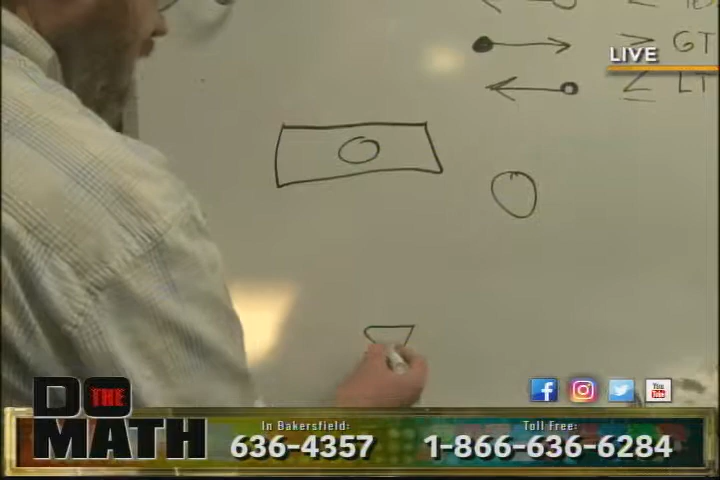 LIVE
≥ GT
≤ LT
DO THE MATH
In Bakersfield: 636-4357
Toll Free: 1-866-636-6284